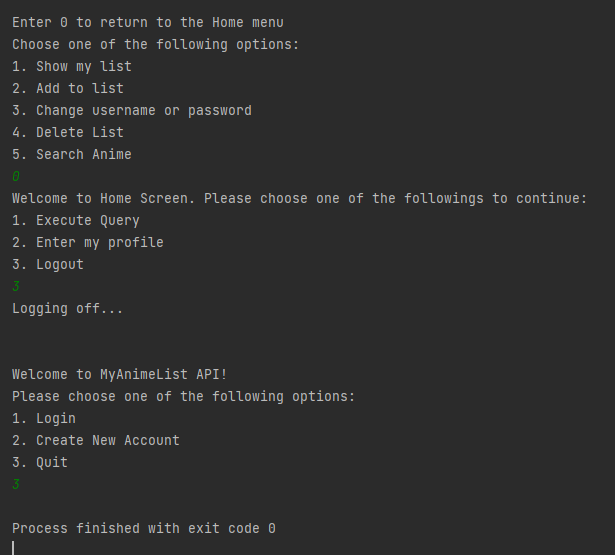 Enter 0 to return to the Home menu
Choose one of the following options:
1. Show my list
2. Add to list
3. Change username or password
4. Delete List
5. Search Anime
0
Welcome to Home Screen. Please choose one of the followings to continue:
1. Execute Query
2. Enter my profile
3. Logout
3
Logging off...
Welcome to MyAnimeList API!
Please choose one of the following options:
1. Login
2. Create New Account
3. Quit
3
Process finished with exit code 0